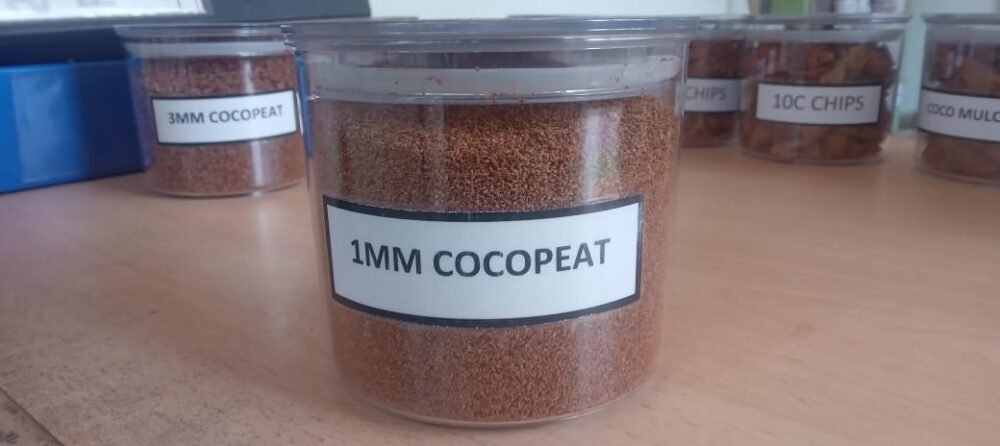 3MM COCOPEAT
1MM COCOPEAT
CHIPS
10C CHIPS
COCO MULC